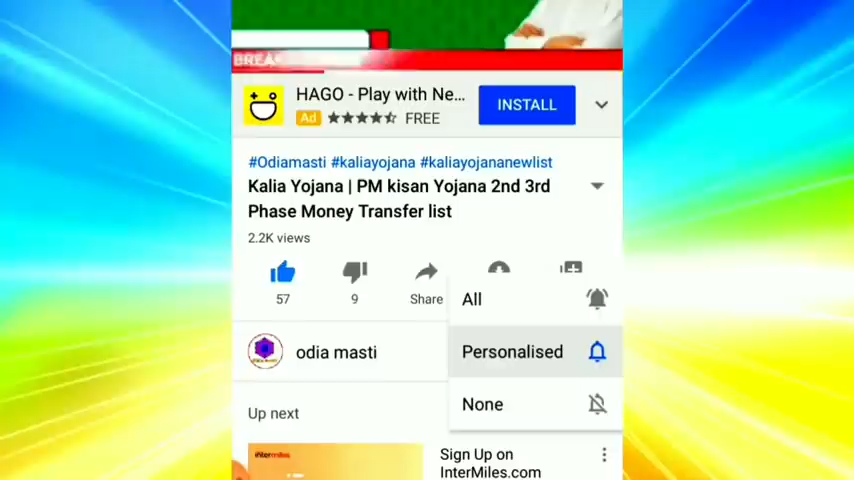 BREA
HAGO - Play with Ne...
INSTALL
Ad
FREE
#Odiamasti #kaliayojana #kaliayojananewlist
Kalia Yojana | PM kisan Yojana 2nd 3rd
Phase Money Transfer list
2.2K views
57
9
Share
All
odia masti
Personalised
None
Up next
intermiles
Sign Up on
InterMiles.com